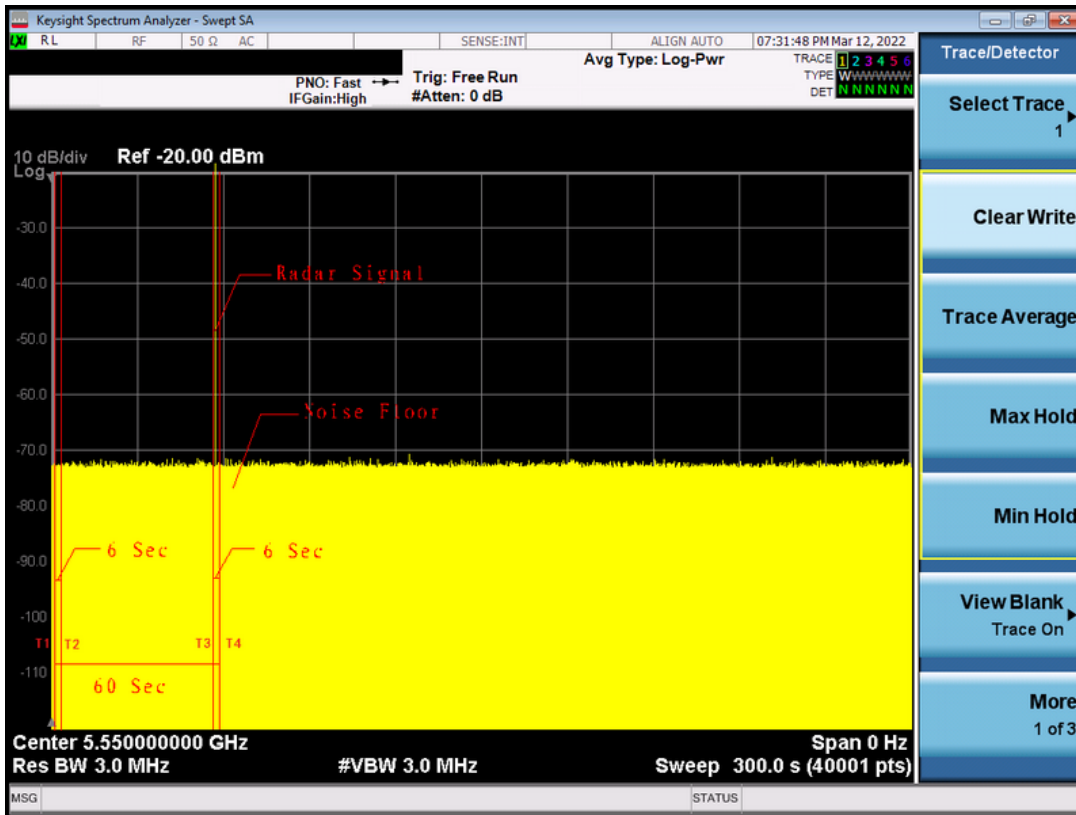 Keysight Spectrum Analyzer - Swept SA
LXI RL RF 50 Ω AC SENSE:INT ALIGN AUTO 07:31:48 PM Mar 12, 2022
Trace/Detector
Avg Type: Log-Pwr
TRACE 1 2 3 4 5 6
PNO: Fast Trig: Free Run
TYPE WWWWWW
IFGain:High #Atten: 0 dB
DET N N N N N N
Select Trace
1
10 dB/div Ref -20.00 dBm
Log
Clear Write
-30.0
Radar Signal
-40.0
Trace Average
-50.0
-60.0
Noise Floor
Max Hold
-70.0
-80.0
Min Hold
6 Sec 6 Sec
-90.0
View Blank
Trace On
-100
T1 T2 T3 T4
-110
60 Sec
More
1 of 3
Center 5.550000000 GHz Span 0 Hz
Res BW 3.0 MHz #VBW 3.0 MHz Sweep 300.0 s (40001 pts)
MSG STATUS